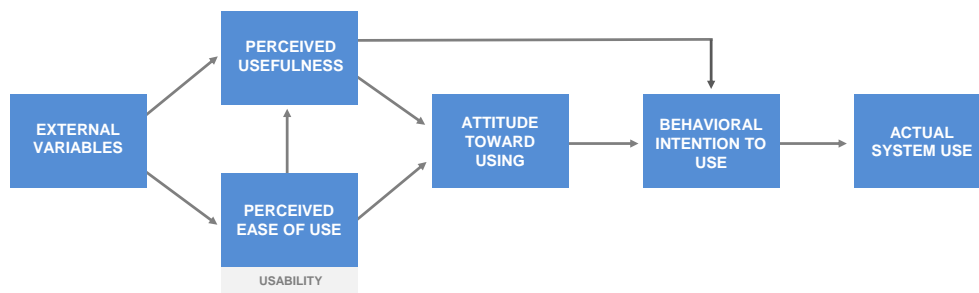 EXTERNAL
VARIABLES
PERCEIVED
USEFULNESS
PERCEIVED
EASE OF USE
USABILITY
ATTITUDE
TOWARD
USING
BEHAVIORAL
INTENTION TO
USE
ACTUAL
SYSTEM USE